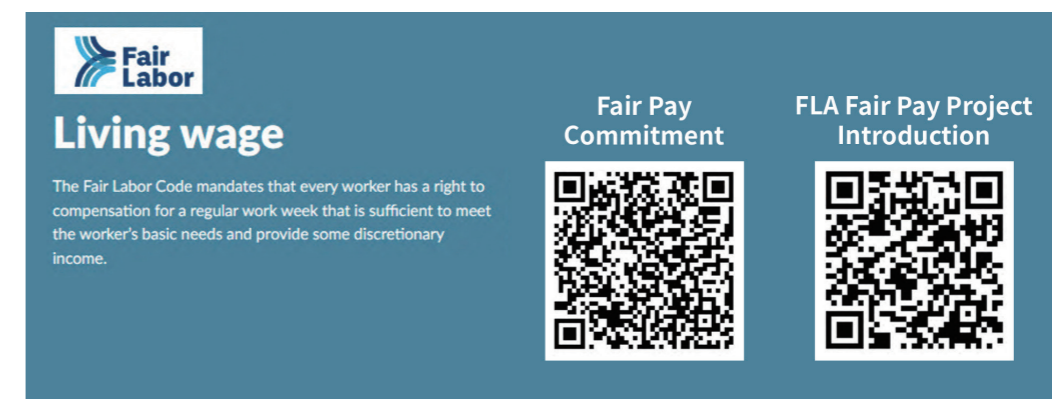 Fair
Labor
Living wage
The Fair Labor Code mandates that every worker has a right to
compensation for a regular work week that is sufficient to meet
the worker's basic needs and provide some discretionary
income.
Fair Pay
Commitment
FLA Fair Pay Project
Introduction